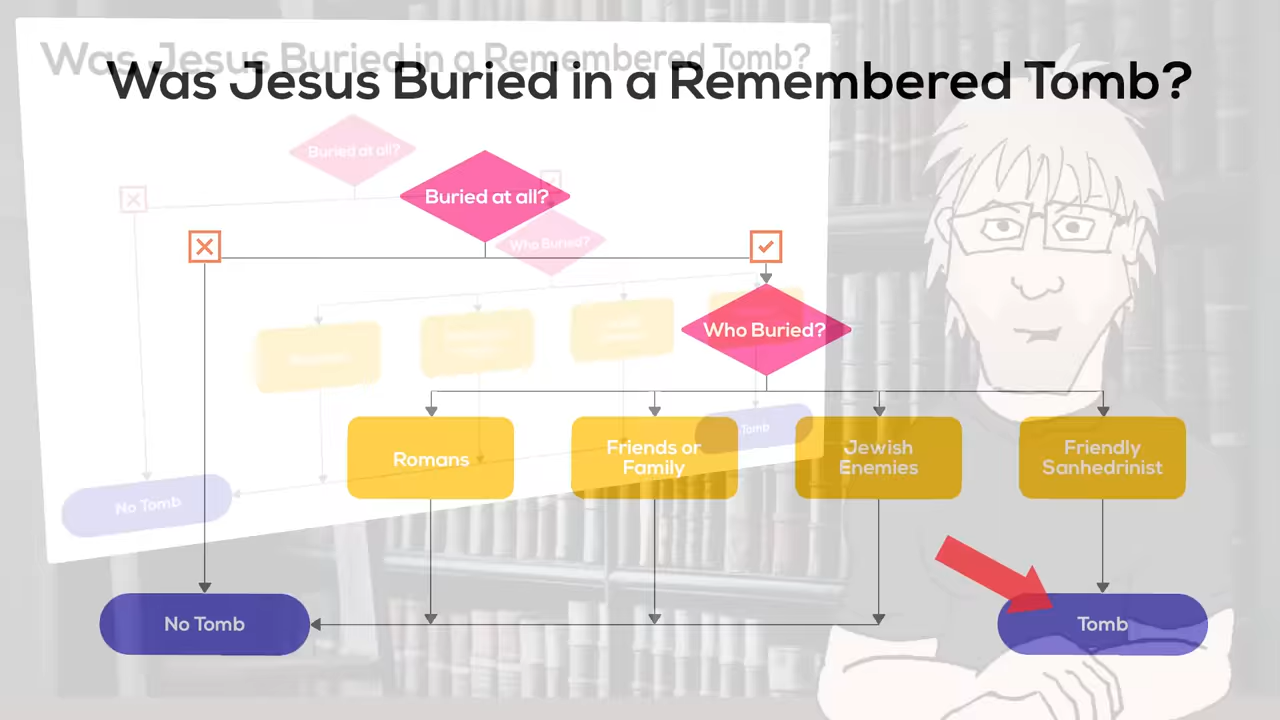 Was Jesus Buried in a Remembered Tomb?
Was Jesus Buried in a Remembered Tomb?
Buried at all?
Buried at all?
Who Buried?
Who Buried?
Romans
Friends or
Family
Jewish
Enemies
Friendly
Sanhedrinist
Tomb
No Tomb
No Tomb
Tomb